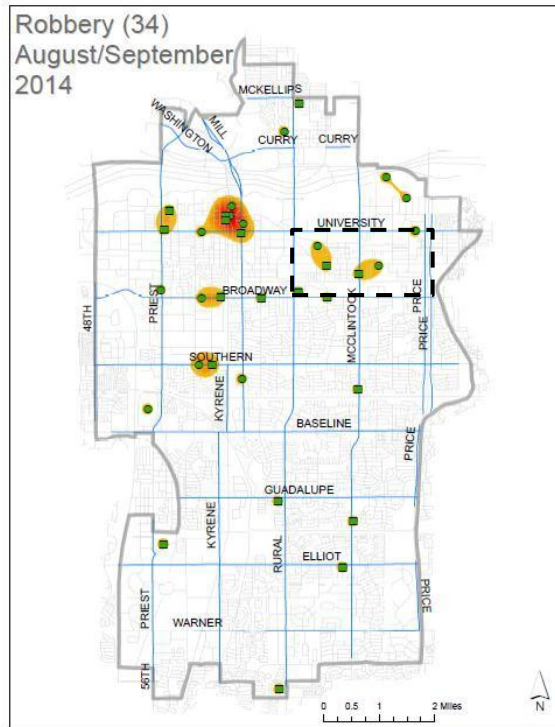 Robbery (34)
August/September
2014
MCKELLIPS
WASHINGTON
MILL
CURRY
CURRY
UNIVERSITY
BROADWAY
48TH
PRIEST
MCCLINTOCK
PRICE
PRICE
SOUTHERN
KYRENE
BASELINE
PRICE
GUADALUPE
KYRENE
RURAL
ELLIOT
PRIEST
PRICE
WARNER
56TH
0 0.5 1 2 Miles
N